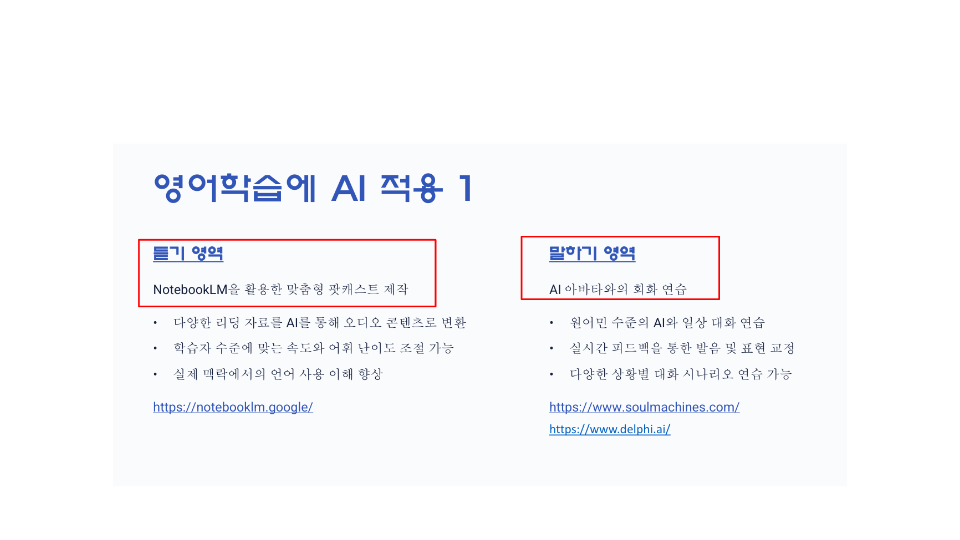 영어학습에 AI 적용 1
듣기 영역
NotebookLM을 활용한 맞춤형 팟캐스트 제작
• 다양한 리딩 자료를 AI를 통해 오디오 콘텐츠로 변환
• 학습자 수준에 맞는 속도와 어휘 난이도 조절 가능
• 실제 맥락에서의 언어 사용 이해 향상
https://notebooklm.google/
말하기 영역
AI 아바타와의 회화 연습
• 원어민 수준의 AI와 일상 대화 연습
• 실시간 피드백을 통한 발음 및 표현 교정
• 다양한 상황별 대화 시나리오 연습 가능
https://www.soulmachines.com/
https://www.delphi.ai/